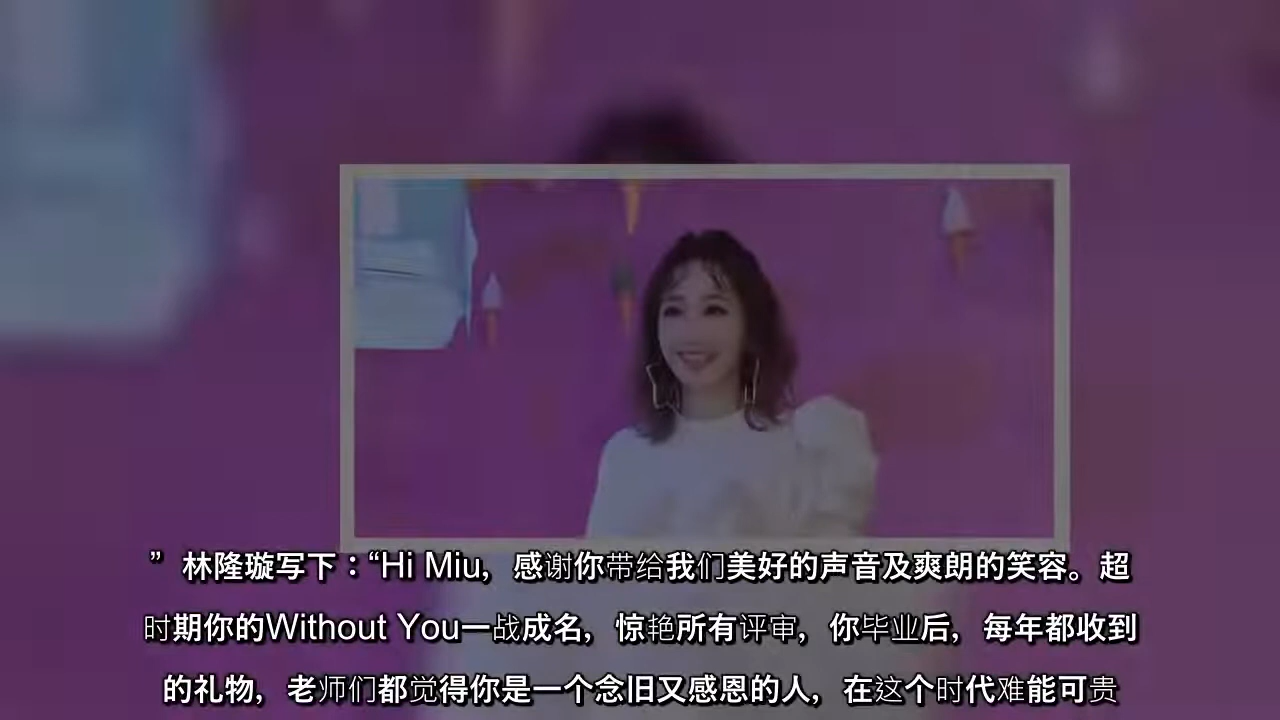 ”林隆璇写下：“Hi Miu，感谢你带给我们美好的声音及爽朗的笑容。超
时期你的Without You一战成名，惊艳所有评审，你毕业后，每年都收到
的礼物，老师们都觉得你是一个念旧又感恩的人，在这个时代难能可贵